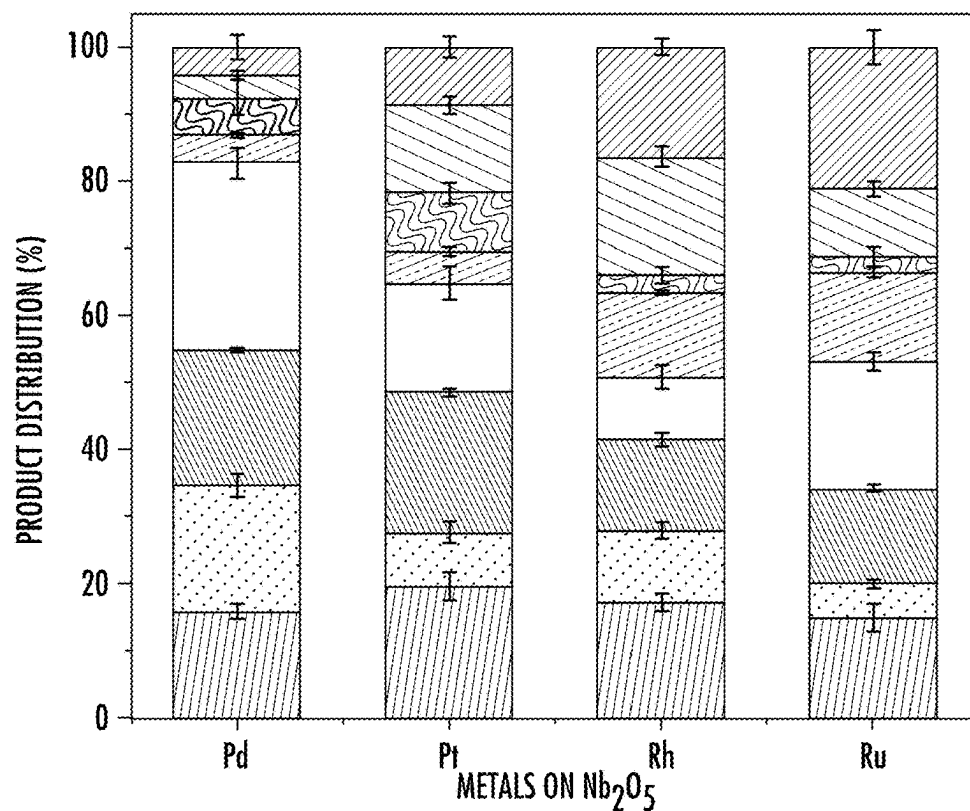 PRODUCT DISTRIBUTION (%)
100
80
60
40
20
0
Pd Pt Rh Ru
METALS ON Nb₂O₅